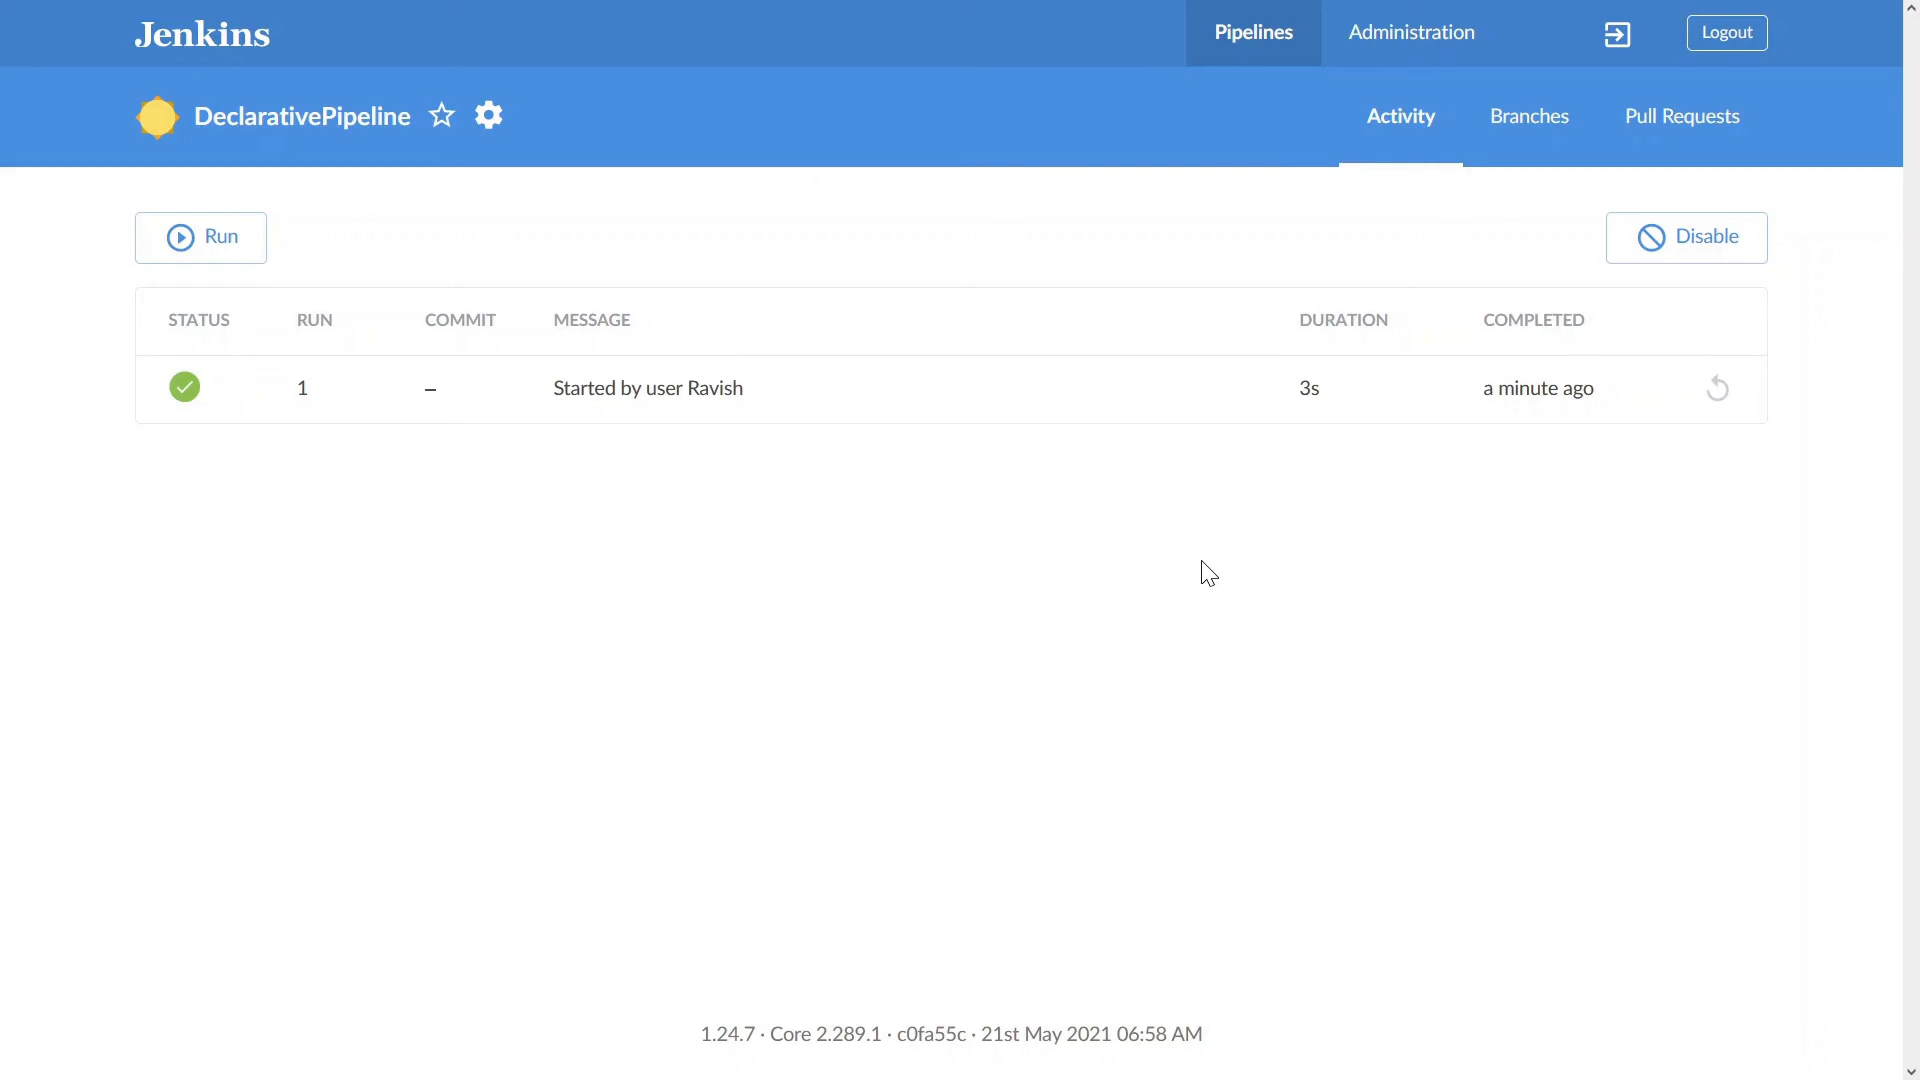 Jenkins Pipelines Administration Logout
DeclarativePipeline Activity Branches Pull Requests
Run Disable
STATUS RUN COMMIT MESSAGE DURATION COMPLETED
1 – Started by user Ravish 3s a minute ago
1.24.7 · Core 2.289.1 · c0fa55c · 21st May 2021 06:58 AM